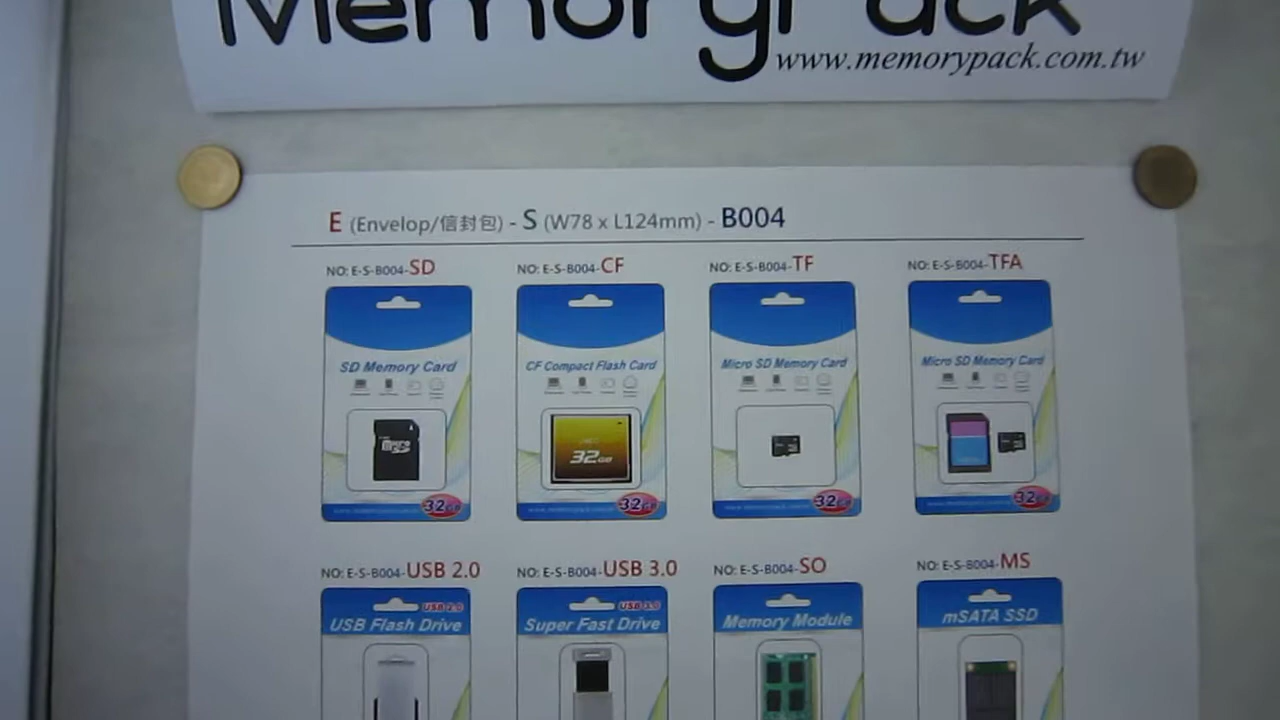 MemoryPack
www.memorypack.com.tw
E (Envelop/信封包) - S (W78 x L124mm) - B004
NO: E-S-B004-SD
NO: E-S-B004-CF
NO: E-S-B004-TF
NO: E-S-B004-TFA
SD Memory Card
CF Compact Flash Card
Micro SD Memory Card
Micro SD Memory Card
Micro
32GB
32GB
32GB
32GB
32GB
NO: E-S-B004-USB 2.0
NO: E-S-B004-USB 3.0
NO: E-S-B004-SO
NO: E-S-B004-MS
USB 2.0
USB Flash Drive
USB 3.0
Super Fast Drive
Memory Module
mSATA SSD